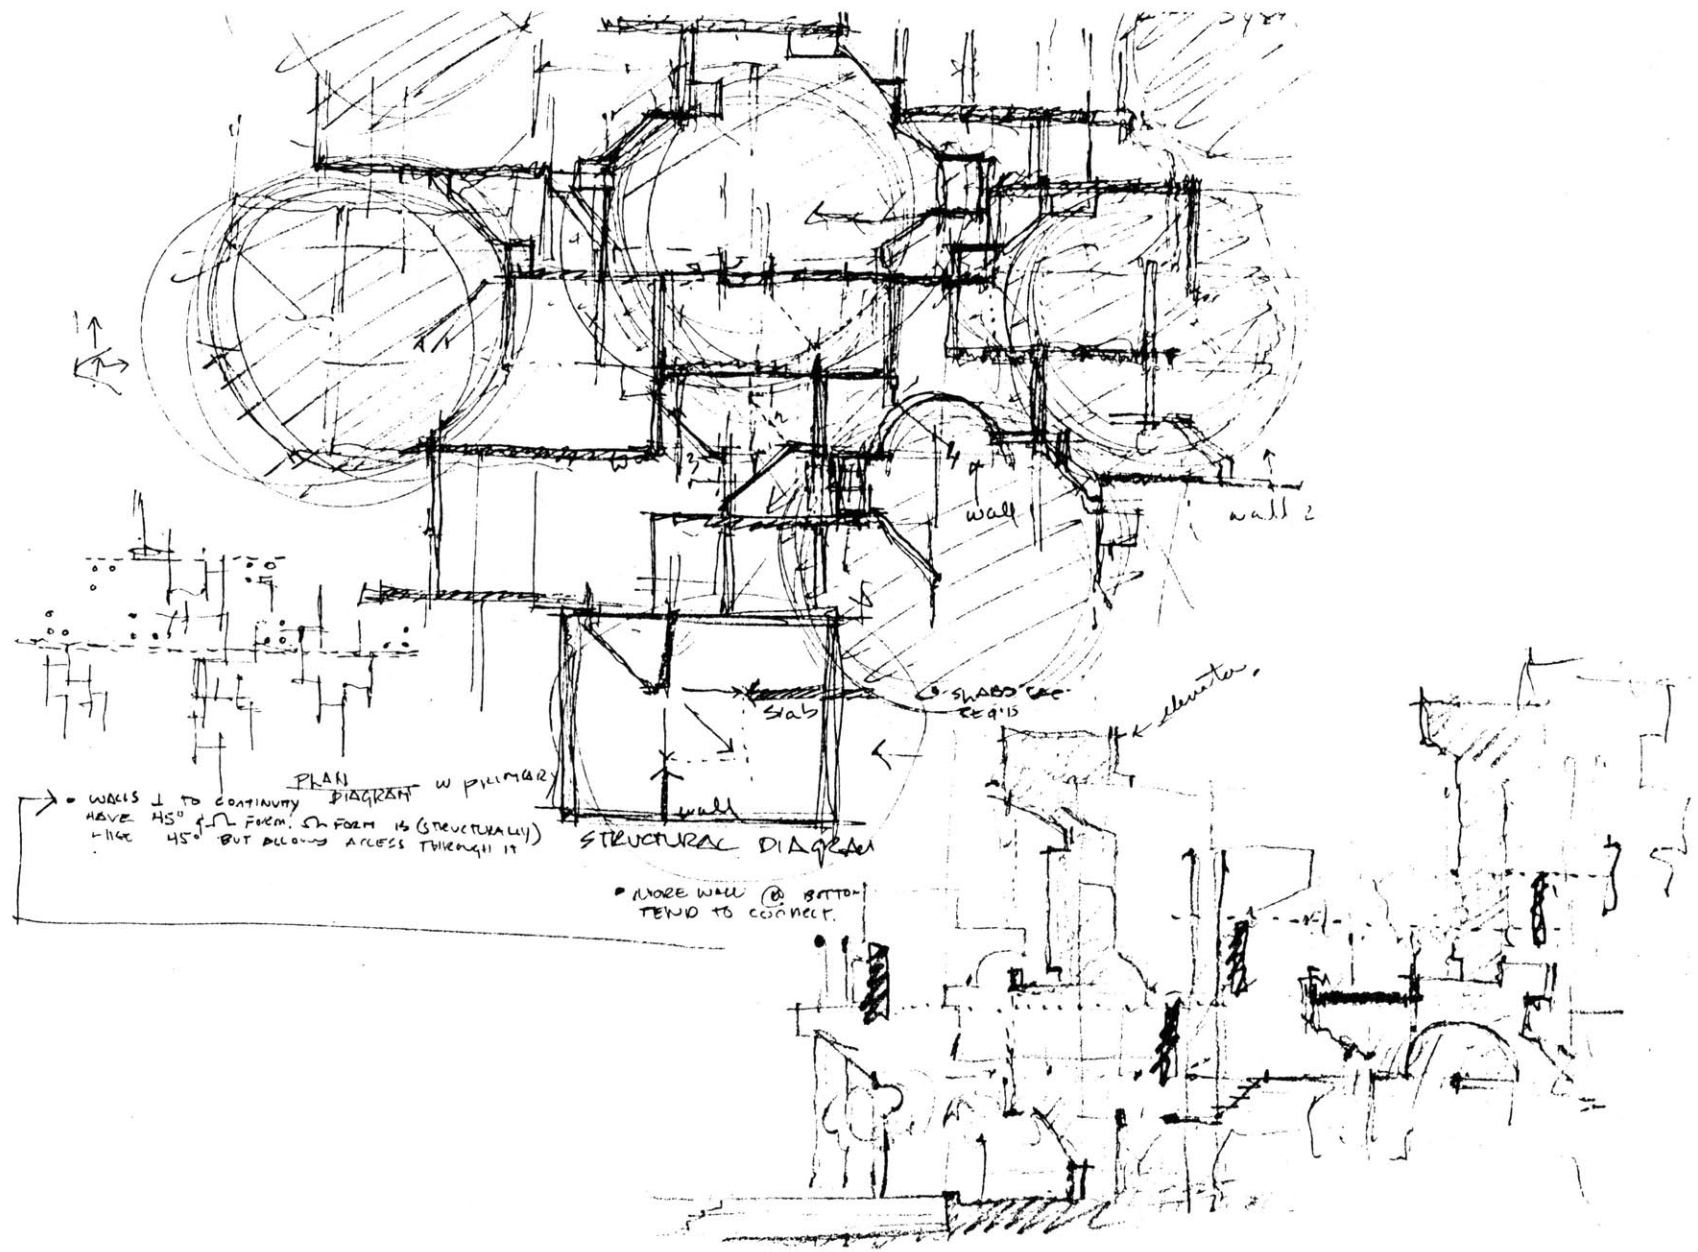 wall
wall 2
slab
elevator.
PLAN
DIAGRAM W PRIMARY
• WALLS ⊥ TO CONTINUITY
HAVE 45° & Ω FORM. Ω FORM IS (STRUCTURALLY)
LIKE 45° BUT ALLOWS ACCESS THROUGH IT
wall
STRUCTURAL DIAGRAM
• MORE WALL @ BOTTOM
TEND TO CONNECT.